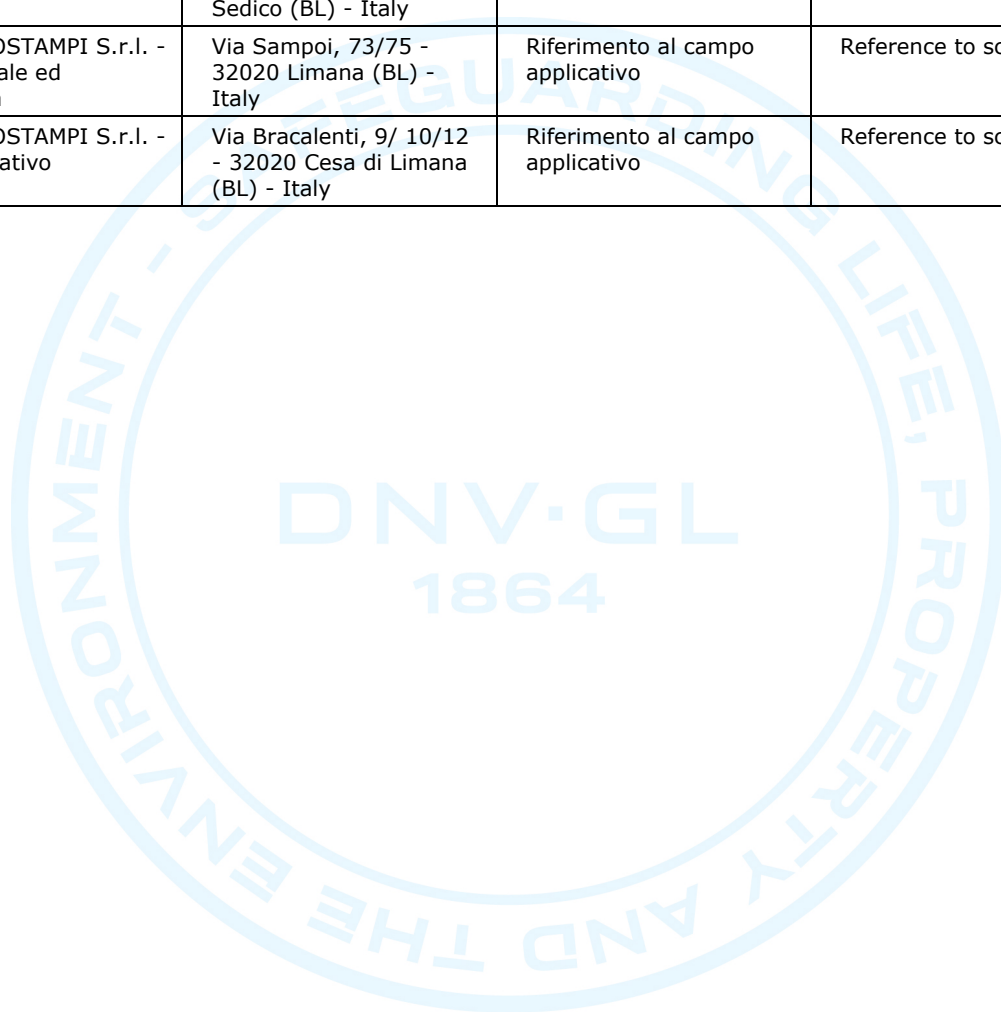 Sedico (BL) - Italy
OSTAMPI S.r.l. -
ale ed
Via Sampoi, 73/75 -
32020 Limana (BL) -
Italy
Riferimento al campo
applicativo
Reference to
OSTAMPI S.r.l. -
ativo
Via Bracalenti, 9/ 10/12
- 32020 Cesa di Limana
(BL) - Italy
Riferimento al campo
applicativo
Reference to
SAFEGUARDING LIFE, PROPERTY AND THE ENVIRONMENT -
DNV·GL
1864